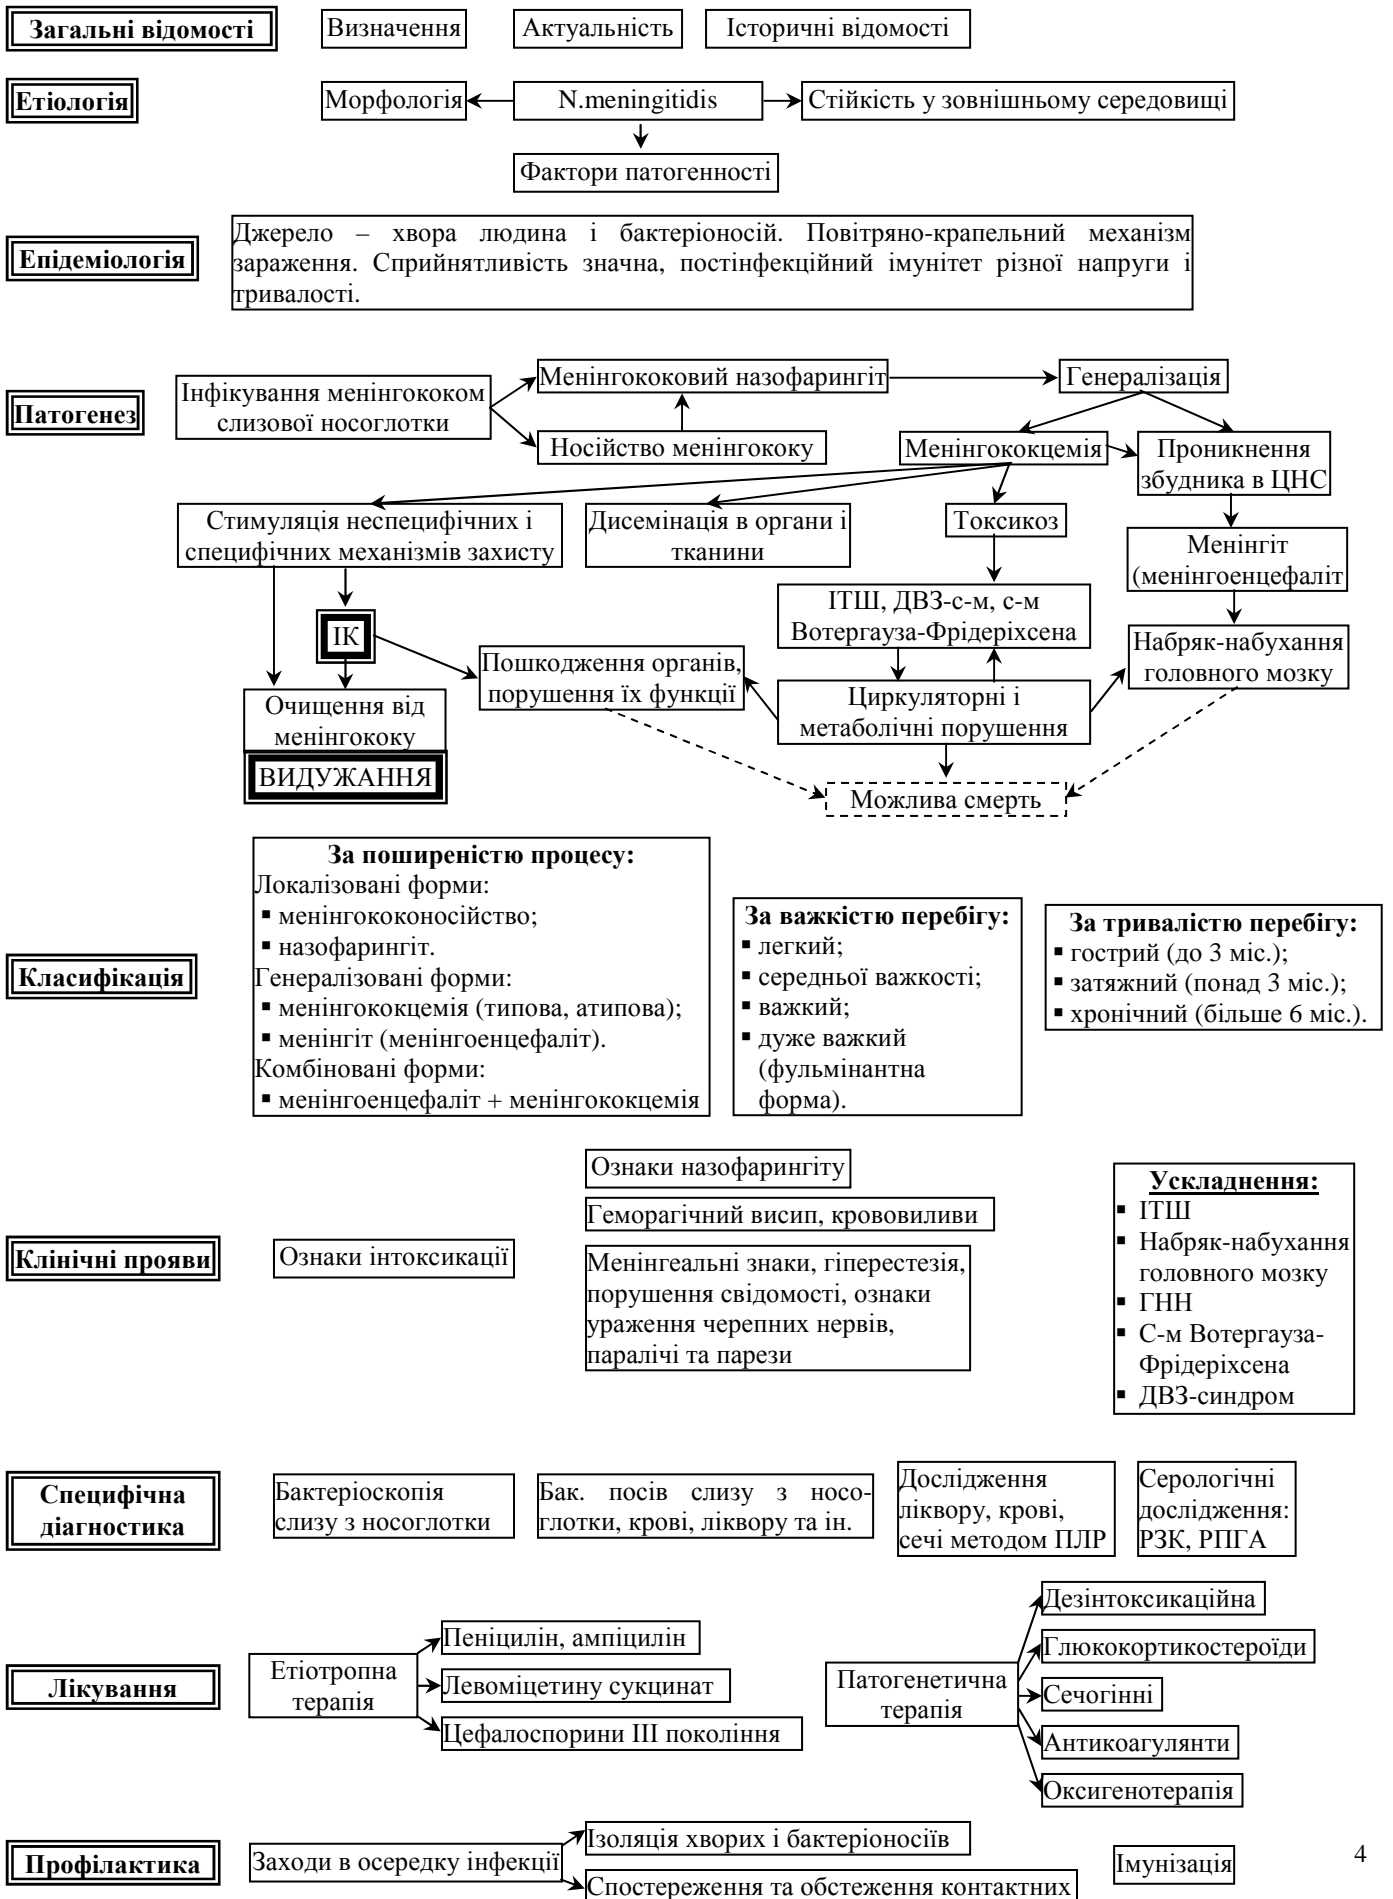 Загальні відомості
Визначення
Актуальність
Історичні відомості
Етіологія
Морфологія
N.meningitidis
Стійкість у зовнішньому середовищі
Фактори патогенності
Епідеміологія
Джерело – хвора людина і бактеріоносій. Повітряно-крапельний механізм
зараження. Сприйнятливість значна, постінфекційний імунітет різної напруги і
тривалості.
Патогенез
Інфікування менінгококом
слизової носоглотки
Менінгококовий назофарингіт
Генералізація
Носійство менінгококу
Менінгококцемія
Проникнення
збудника в ЦНС
Стимуляція неспецифічних і
специфічних механізмів захисту
Дисемінація в органи і
тканини
Токсикоз
Менінгіт
(менінгоенцефаліт
ІК
ІТШ, ДВЗ-с-м, с-м
Вотергауза-Фрідеріхсена
Набряк-набухання
головного мозку
Пошкодження органів,
порушення їх функції
Циркуляторні і
метаболічні порушення
Очищення від
менінгококу
ВИДУЖАННЯ
Можлива смерть
Класифікація
За поширеністю процесу:
Локалізовані форми:
▪ менінгококоносійство;
▪ назофарингіт.
Генералізовані форми:
▪ менінгококцемія (типова, атипова);
▪ менінгіт (менінгоенцефаліт).
Комбіновані форми:
▪ менінгоенцефаліт + менінгококцемія
За важкістю перебігу:
▪ легкий;
▪ середньої важкості;
▪ важкий;
▪ дуже важкий
(фульмінантна
форма).
За тривалістю перебігу:
▪ гострий (до 3 міс.);
▪ затяжний (понад 3 міс.);
▪ хронічний (більше 6 міс.).
Клінічні прояви
Ознаки інтоксикації
Ознаки назофарингіту
Геморагічний висип, крововиливи
Менінгеальні знаки, гіперестезія,
порушення свідомості, ознаки
ураження черепних нервів,
паралічі та парези
Ускладнення:
▪ ІТШ
▪ Набряк-набухання
головного мозку
▪ ГНН
▪ С-м Вотергауза-
Фрідеріхсена
▪ ДВЗ-синдром
Специфічна
діагностика
Бактеріоскопія
слизу з носоглотки
Бак. посів слизу з носо-
глотки, крові, ліквору та ін.
Дослідження
ліквору, крові,
сечі методом ПЛР
Серологічні
дослідження:
РЗК, РПГА
Лікування
Етіотропна
терапія
Пеніцилін, ампіцилін
Левоміцетину сукцинат
Цефалоспорини ІІІ покоління
Патогенетична
терапія
Дезінтоксикаційна
Глюкокортикостероїди
Сечогінні
Антикоагулянти
Оксигенотерапія
Профілактика
Заходи в осередку інфекції
Ізоляція хворих і бактеріоносіїв
Спостереження та обстеження контактних
Імунізація
4